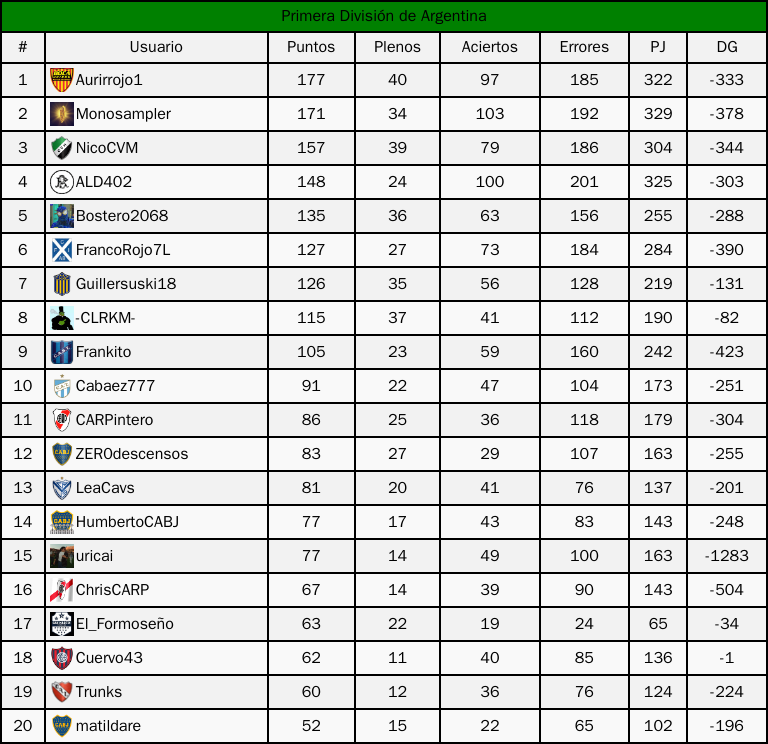 Primera División de Argentina
# Usuario Puntos Plenos Aciertos Errores PJ DG
1 Aurirrojo1 177 40 97 185 322 -333
2 Monosampler 171 34 103 192 329 -378
3 NicoCVM 157 39 79 186 304 -344
4 ALD402 148 24 100 201 325 -303
5 Bostero2068 135 36 63 156 255 -288
6 FrancoRojo7L 127 27 73 184 284 -390
7 Guillersuski18 126 35 56 128 219 -131
8 -CLRKM- 115 37 41 112 190 -82
9 Frankito 105 23 59 160 242 -423
10 Cabaez777 91 22 47 104 173 -251
11 CARPintero 86 25 36 118 179 -304
12 ZEROdescensos 83 27 29 107 163 -255
13 LeaCavs 81 20 41 76 137 -201
14 HumbertoCABJ 77 17 43 83 143 -248
15 uricai 77 14 49 100 163 -1283
16 ChrisCARP 67 14 39 90 143 -504
17 El_Formoseño 63 22 19 24 65 -34
18 Cuervo43 62 11 40 85 136 -1
19 Trunks 60 12 36 76 124 -224
20 matildare 52 15 22 65 102 -196